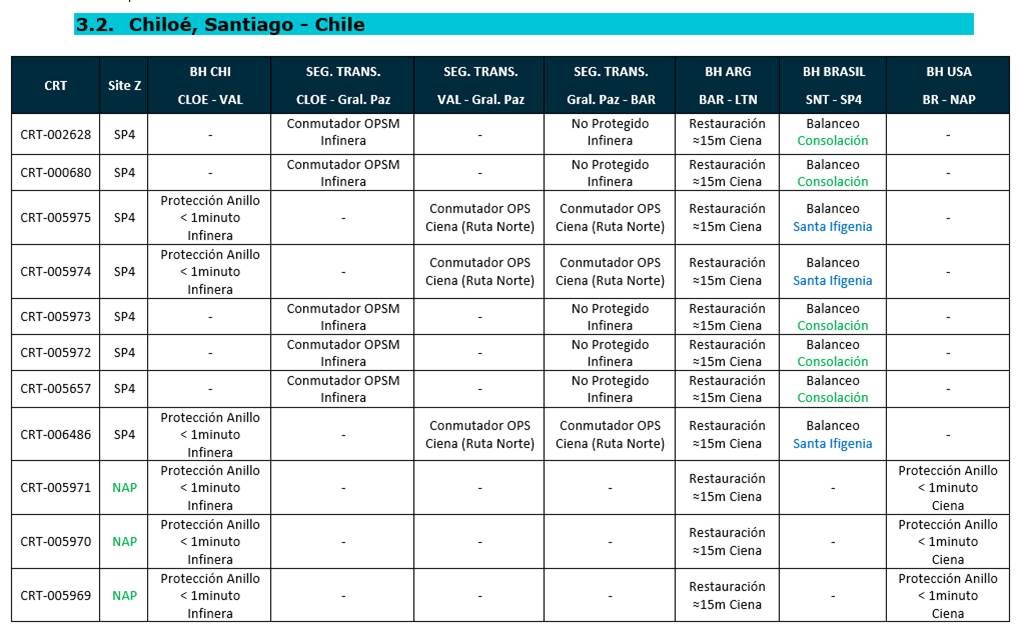 3.2. Chiloé, Santiago - Chile
CRT Site Z BH CHI CLOE - VAL SEG. TRANS. CLOE - Gral. Paz SEG. TRANS. VAL - Gral. Paz SEG. TRANS. Gral. Paz - BAR BH ARG BAR - LTN BH BRASIL SNT - SP4 BH USA BR - NAP
CRT-002628 SP4 - Conmutador OPSM Infinera - No Protegido Infinera Restauración ≈15m Ciena Balanceo Consolación -
CRT-000680 SP4 - Conmutador OPSM Infinera - No Protegido Infinera Restauración ≈15m Ciena Balanceo Consolación -
CRT-005975 SP4 Protección Anillo < 1minuto Infinera - Conmutador OPS Ciena (Ruta Norte) Conmutador OPS Ciena (Ruta Norte) Restauración ≈15m Ciena Balanceo Santa Ifigenia -
CRT-005974 SP4 Protección Anillo < 1minuto Infinera - Conmutador OPS Ciena (Ruta Norte) Conmutador OPS Ciena (Ruta Norte) Restauración ≈15m Ciena Balanceo Santa Ifigenia -
CRT-005973 SP4 - Conmutador OPSM Infinera - No Protegido Infinera Restauración ≈15m Ciena Balanceo Consolación -
CRT-005972 SP4 - Conmutador OPSM Infinera - No Protegido Infinera Restauración ≈15m Ciena Balanceo Consolación -
CRT-005657 SP4 - Conmutador OPSM Infinera - No Protegido Infinera Restauración ≈15m Ciena Balanceo Consolación -
CRT-006486 SP4 Protección Anillo < 1minuto Infinera - Conmutador OPS Ciena (Ruta Norte) Conmutador OPS Ciena (Ruta Norte) Restauración ≈15m Ciena Balanceo Santa Ifigenia -
CRT-005971 NAP Protección Anillo < 1minuto Infinera - - - Restauración ≈15m Ciena - Protección Anillo < 1minuto Ciena
CRT-005970 NAP Protección Anillo < 1minuto Infinera - - - Restauración ≈15m Ciena - Protección Anillo < 1minuto Ciena
CRT-005969 NAP Protección Anillo < 1minuto Infinera - - - Restauración ≈15m Ciena - Protección Anillo < 1minuto Ciena